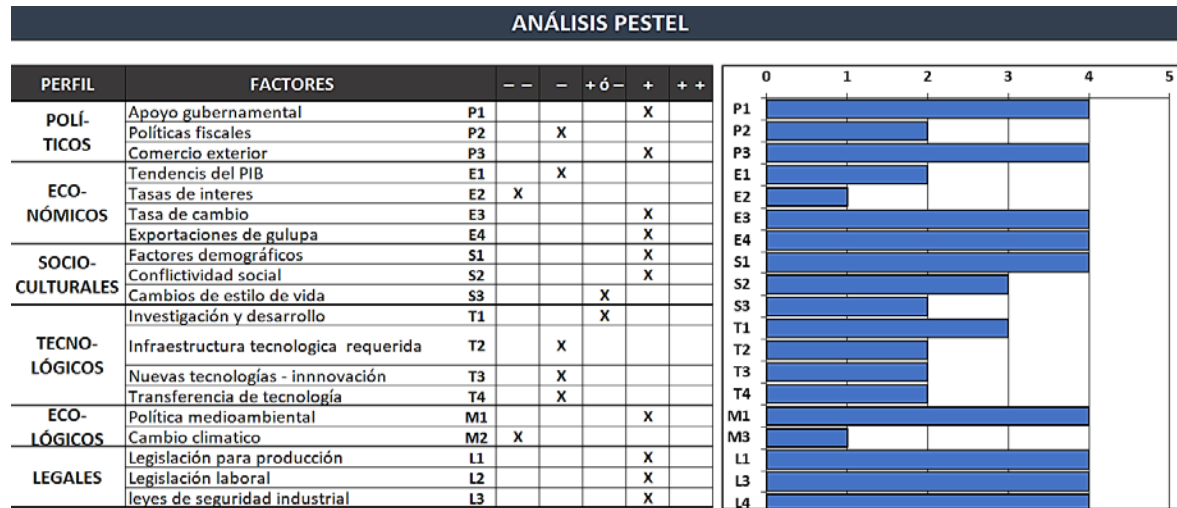 ANÁLISIS PESTEL
PERFIL FACTORES – – – + ó – + + +
POLÍ-
TICOS
Apoyo gubernamental P1 X
Políticas fiscales P2 X
Comercio exterior P3 X
ECO-
NÓMICOS
Tendencis del PIB E1 X
Tasas de interes E2 X
Tasa de cambio E3 X
Exportaciones de gulupa E4 X
SOCIO-
CULTURALES
Factores demográficos S1 X
Conflictividad social S2 X
Cambios de estilo de vida S3 X
TECNO-
LÓGICOS
Investigación y desarrollo T1 X
Infraestructura tecnologica requerida T2 X
Nuevas tecnologías - innnovación T3 X
Transferencia de tecnología T4 X
ECO-
LÓGICOS
Política medioambiental M1 X
Cambio climatico M2 X
LEGALES
Legislación para producción L1 X
Legislación laboral L2 X
leyes de seguridad industrial L3 X
0 1 2 3 4 5
P1
P2
P3
E1
E2
E3
E4
S1
S2
S3
T1
T2
T3
T4
M1
M3
L1
L3
L4